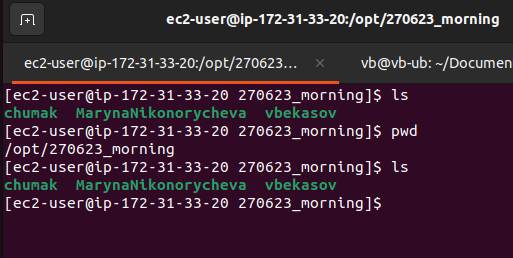 ec2-user@ip-172-31-33-20:/opt/270623_morning
ec2-user@ip-172-31-33-20:/opt/270623... × vb@vb-ub: ~/Documen
[ec2-user@ip-172-31-33-20 270623_morning]$ ls
chumak  MarynaNikonorycheva  vbekasov
[ec2-user@ip-172-31-33-20 270623_morning]$ pwd
/opt/270623_morning
[ec2-user@ip-172-31-33-20 270623_morning]$ ls
chumak  MarynaNikonorycheva  vbekasov
[ec2-user@ip-172-31-33-20 270623_morning]$